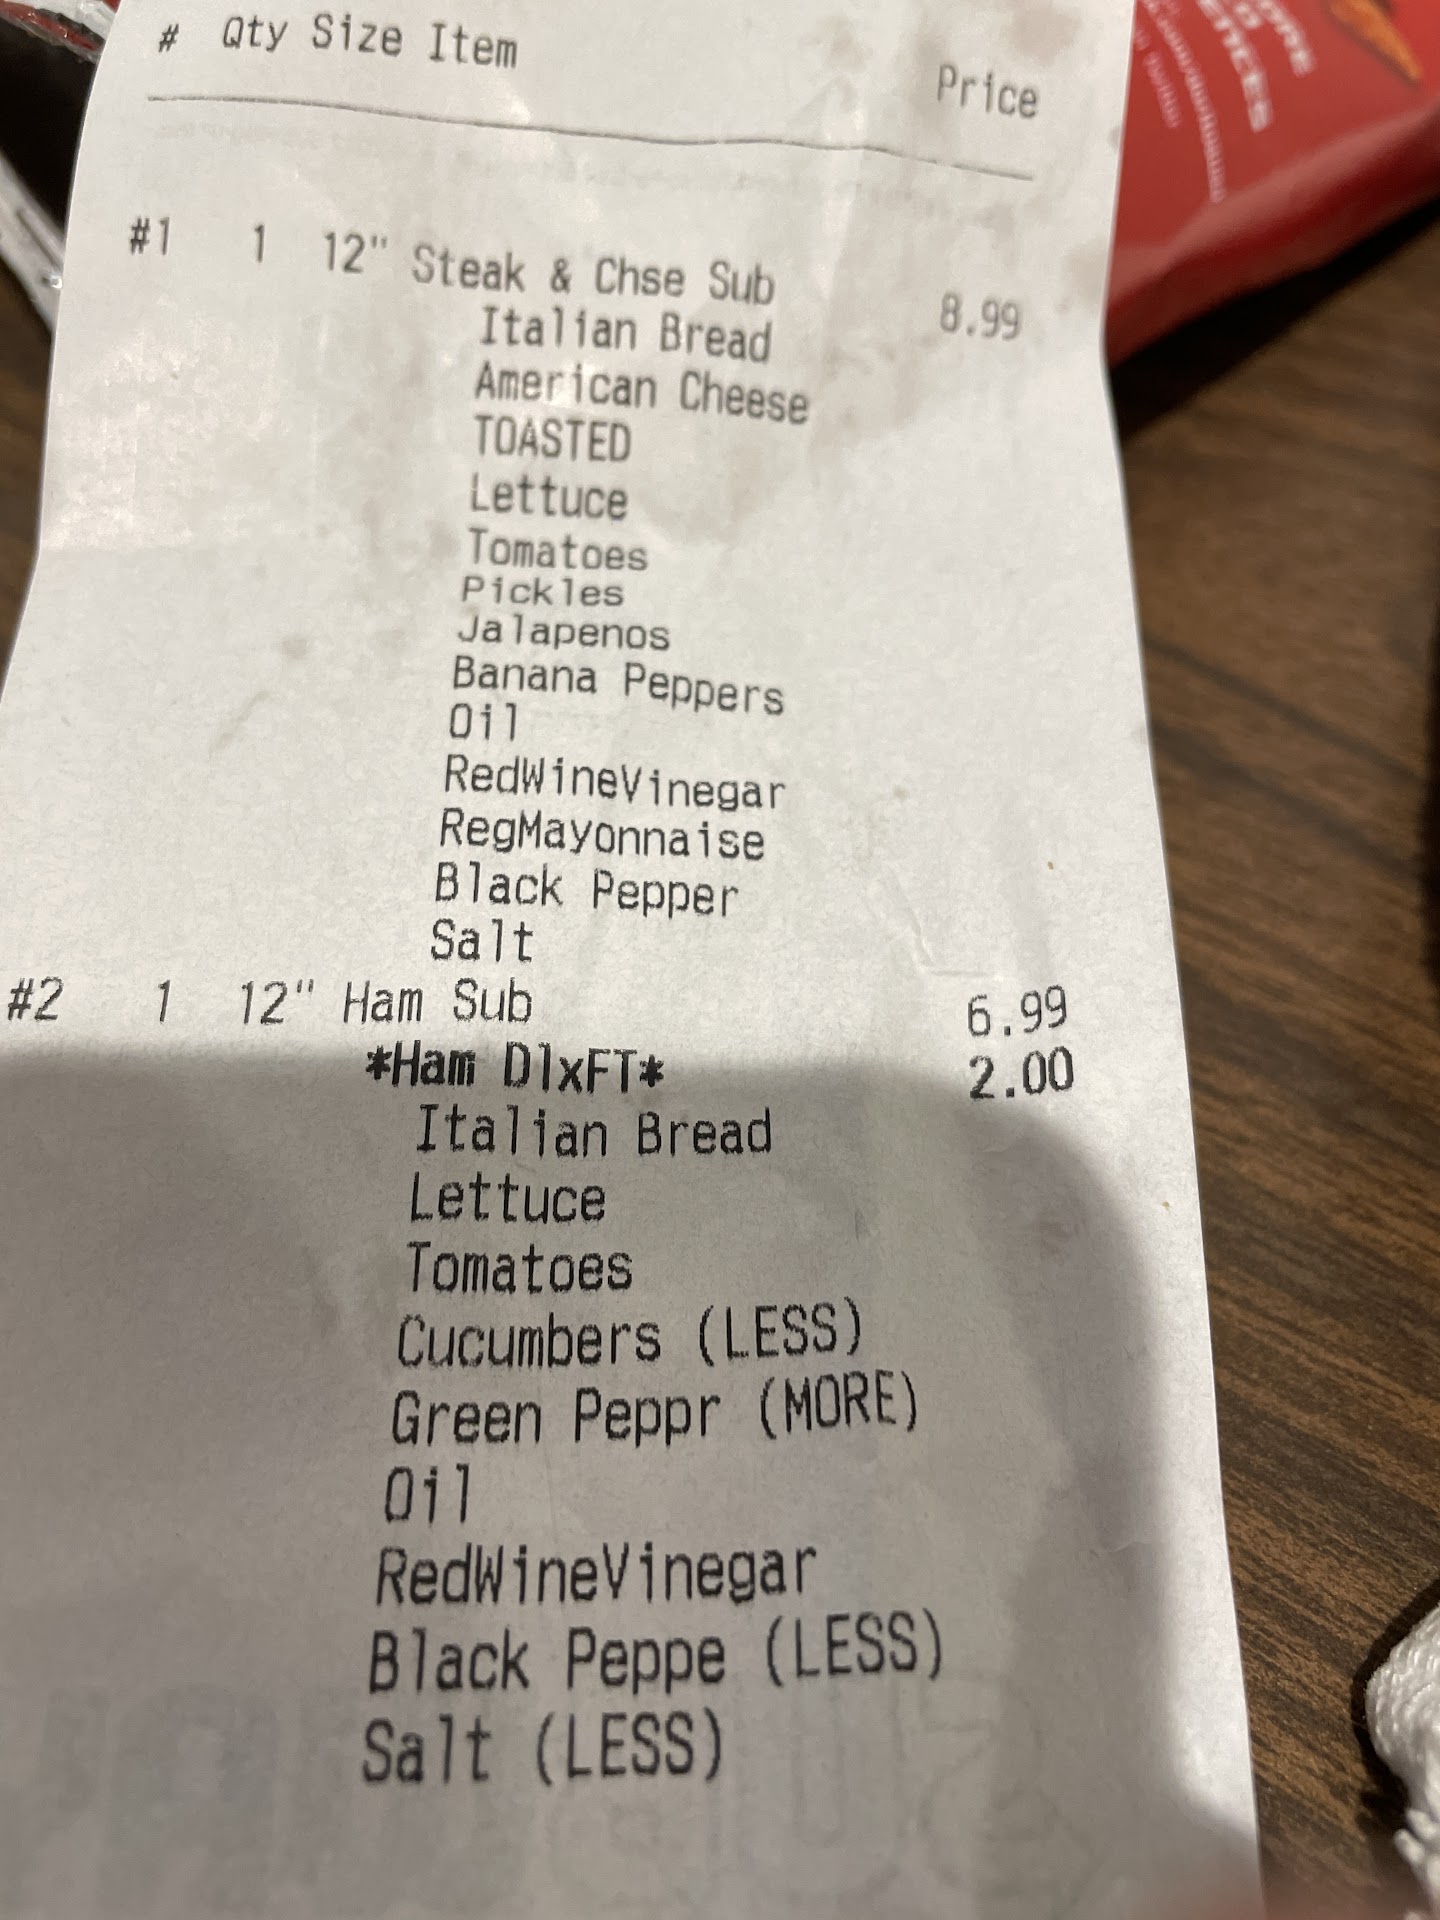 # Qty Size Item Price
#1 1 12" Steak & Chse Sub 8.99
Italian Bread
American Cheese
TOASTED
Lettuce
Tomatoes
Pickles
Jalapenos
Banana Peppers
Oil
RedWineVinegar
RegMayonnaise
Black Pepper
Salt
#2 1 12" Ham Sub 6.99
*Ham DlxFT* 2.00
Italian Bread
Lettuce
Tomatoes
Cucumbers (LESS)
Green Peppr (MORE)
Oil
RedWineVinegar
Black Peppe (LESS)
Salt (LESS)